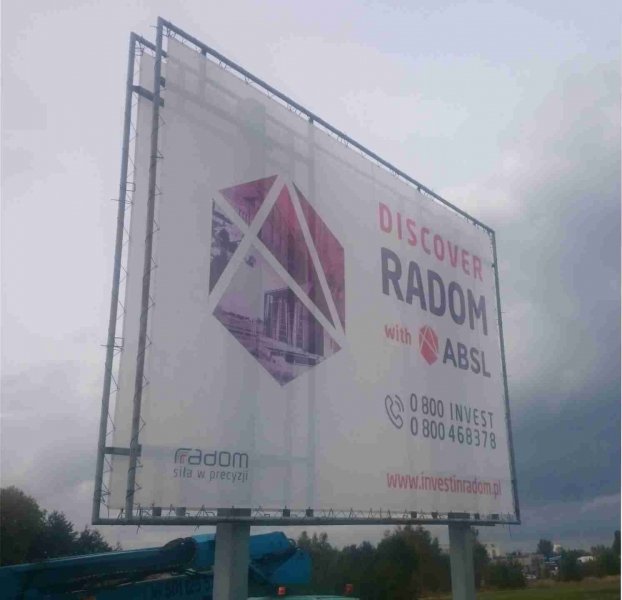 DISCOVER
RADOM
with ABSL
0 800 INVEST
0 800 468378
radom
siła w precyzji
www.investinradom.pl